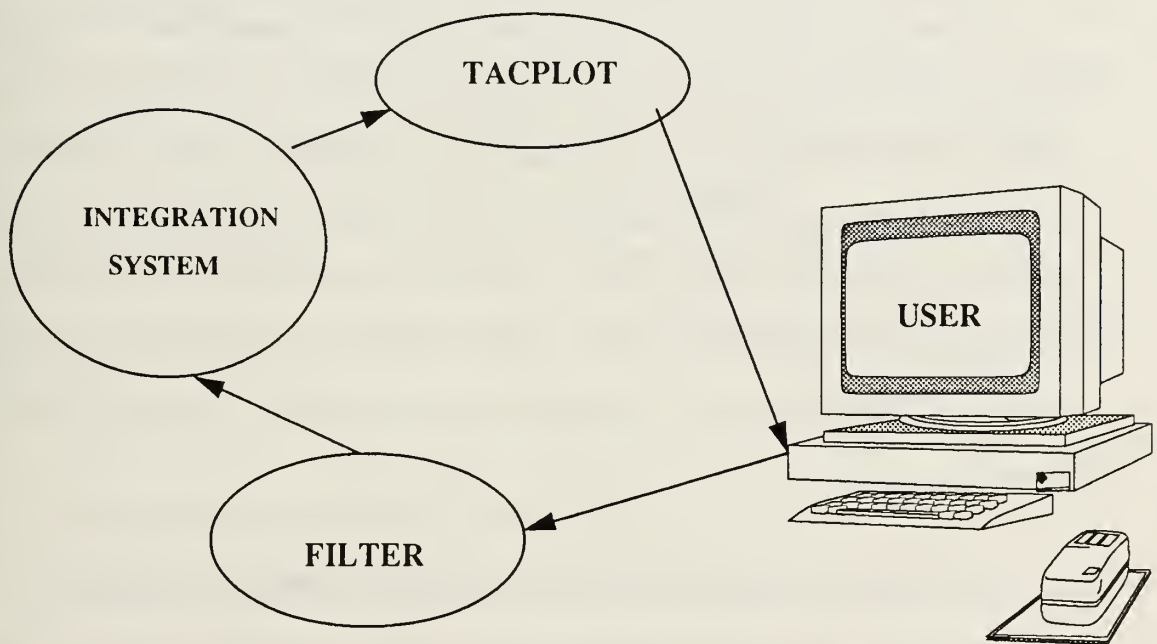 TACPLOT
INTEGRATION
SYSTEM
USER
FILTER